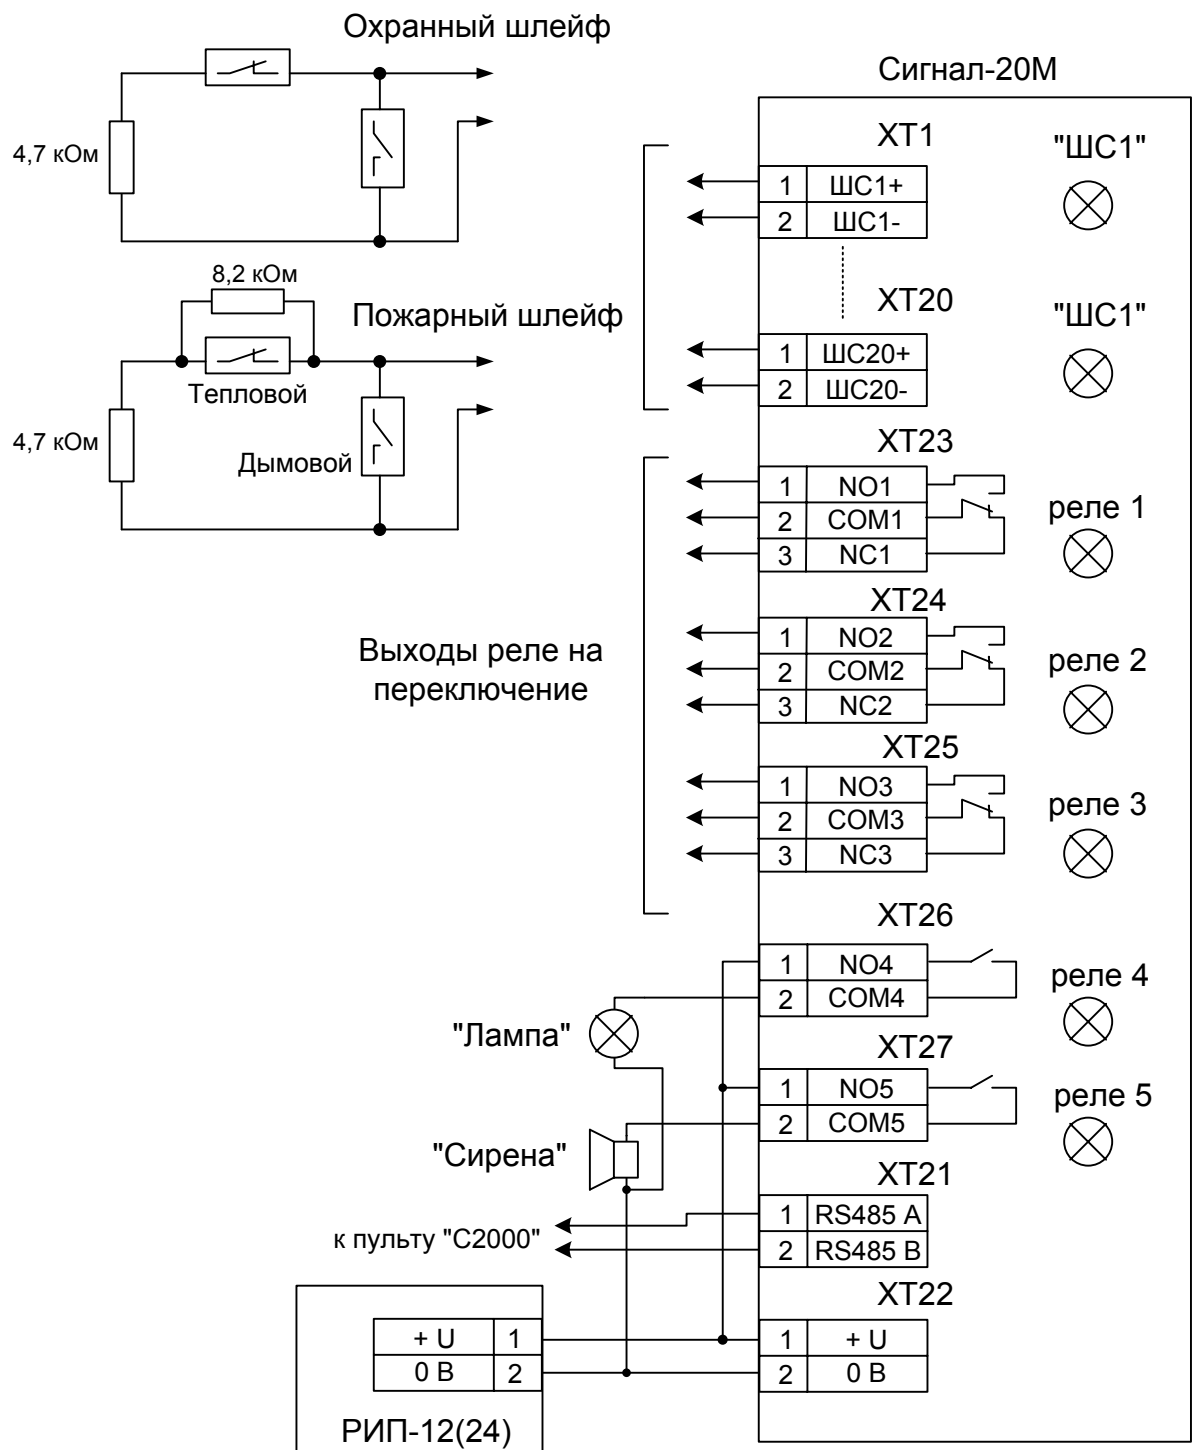 Охранный шлейф
4,7 кОм
8,2 кОм
Пожарный шлейф
Тепловой
4,7 кОм
Дымовой
Выходы реле на
переключение
"Лампа"
"Сирена"
к пульту "С2000"
+ U 1
0 В 2
РИП-12(24)
Сигнал-20М
XT1
"ШС1"
1 ШС1+
2 ШС1-
XT20
"ШС1"
1 ШС20+
2 ШС20-
XT23
1 NO1
2 COM1
3 NC1
реле 1
XT24
1 NO2
2 COM2
3 NC2
реле 2
XT25
1 NO3
2 COM3
3 NC3
реле 3
XT26
1 NO4
2 COM4
реле 4
XT27
1 NO5
2 COM5
реле 5
XT21
1 RS485 A
2 RS485 B
XT22
1 + U
2 0 В